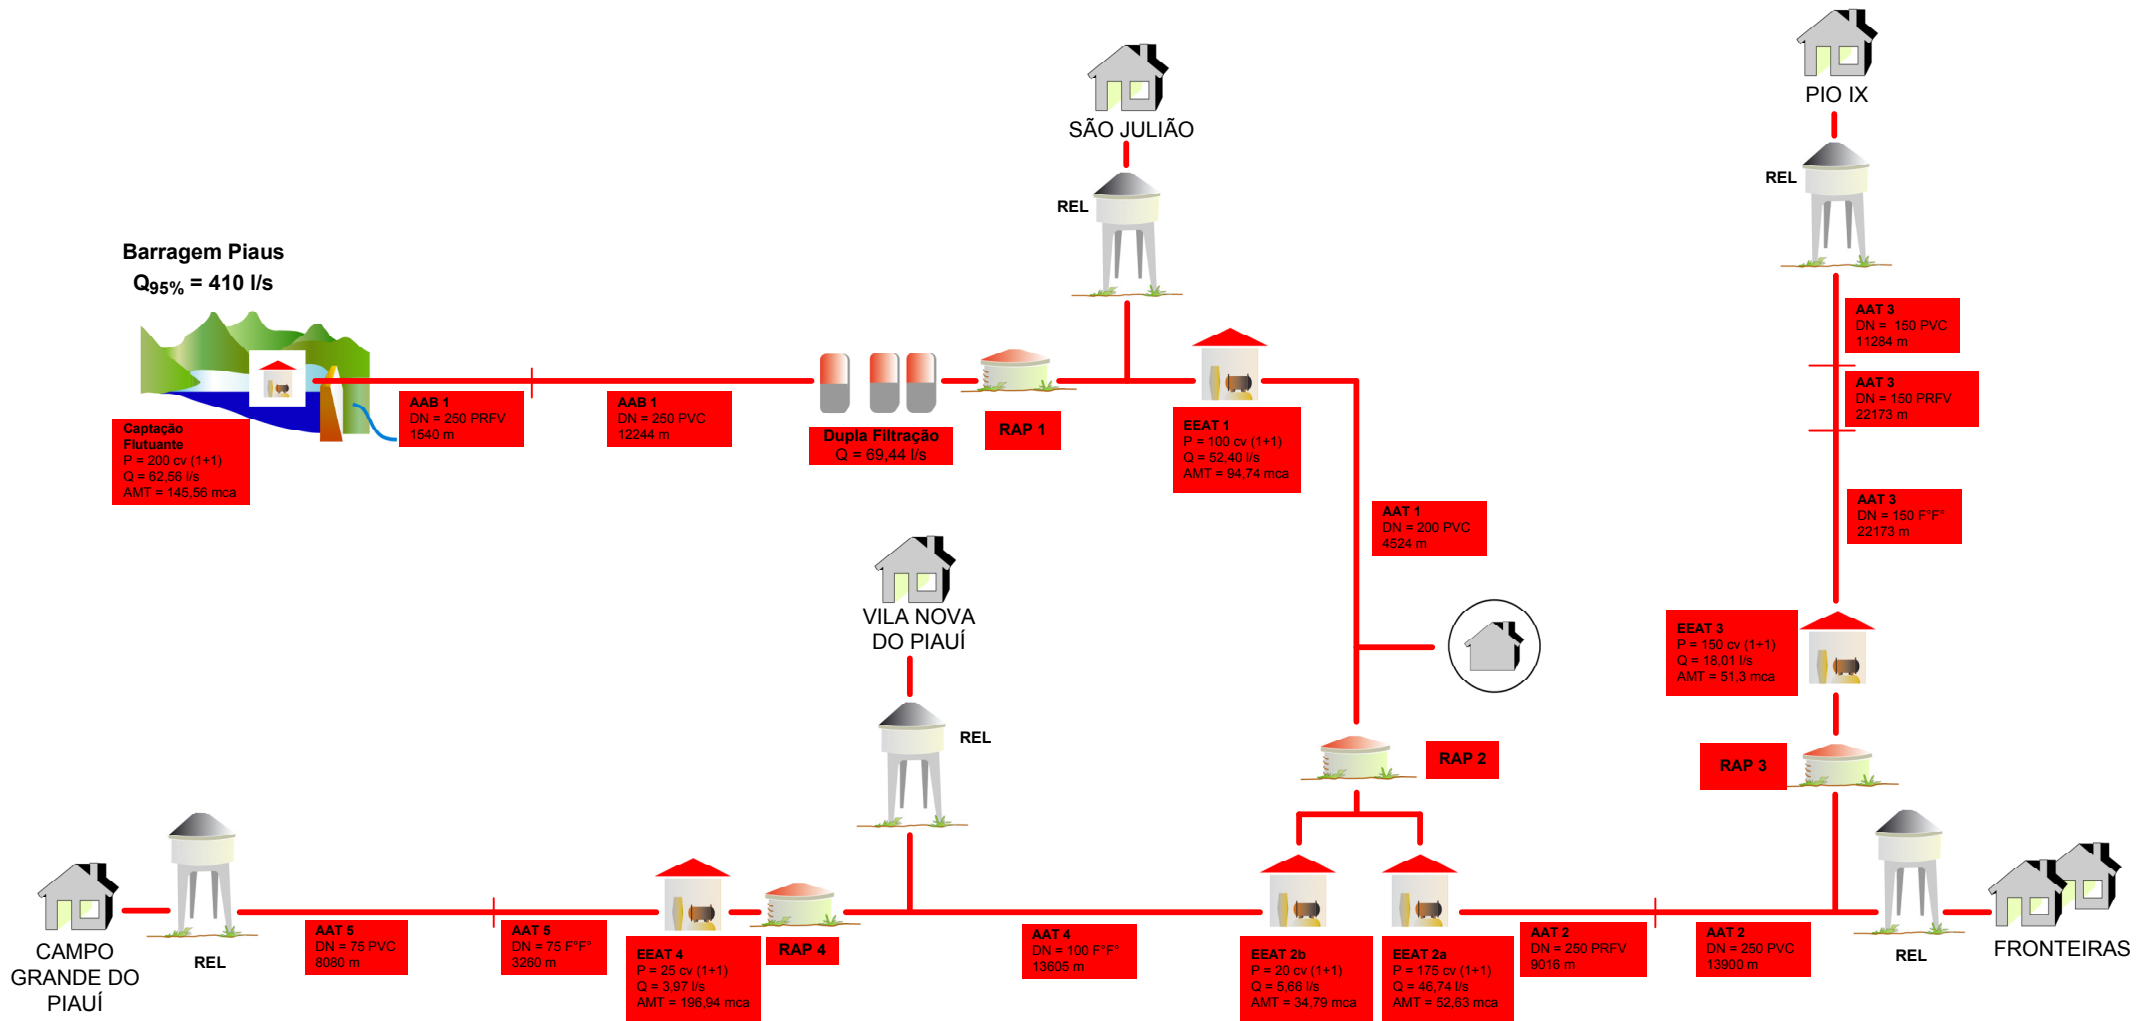 PIO IX
REL
SÃO JULIÃO
REL
Barragem Piaus
Q95% = 410 l/s
Captação
Flutuante
P = 200 cv (1+1)
Q = 62,56 l/s
AMT = 145,56 mca
AAB 1
DN = 250 PRFV
1540 m
AAB 1
DN = 250 PVC
12244 m
Dupla Filtração
Q = 69,44 l/s
RAP 1
EEAT 1
P = 100 cv (1+1)
Q = 52,40 l/s
AMT = 94,74 mca
AAT 3
DN = 150 PVC
11284 m
AAT 3
DN = 150 PRFV
22173 m
AAT 3
DN = 150 F°F°
22173 m
AAT 1
DN = 200 PVC
4524 m
VILA NOVA
DO PIAUÍ
REL
EEAT 3
P = 150 cv (1+1)
Q = 18,01 l/s
AMT = 51,3 mca
RAP 2
RAP 3
CAMPO
GRANDE DO
PIAUÍ
REL
AAT 5
DN = 75 PVC
8080 m
AAT 5
DN = 75 F°F°
3260 m
EEAT 4
P = 25 cv (1+1)
Q = 3,97 l/s
AMT = 196,94 mca
RAP 4
AAT 4
DN = 100 F°F°
13605 m
EEAT 2b
P = 20 cv (1+1)
Q = 5,66 l/s
AMT = 34,79 mca
EEAT 2a
P = 175 cv (1+1)
Q = 46,74 l/s
AMT = 52,63 mca
AAT 2
DN = 250 PRFV
9016 m
AAT 2
DN = 250 PVC
13900 m
REL
FRONTEIRAS